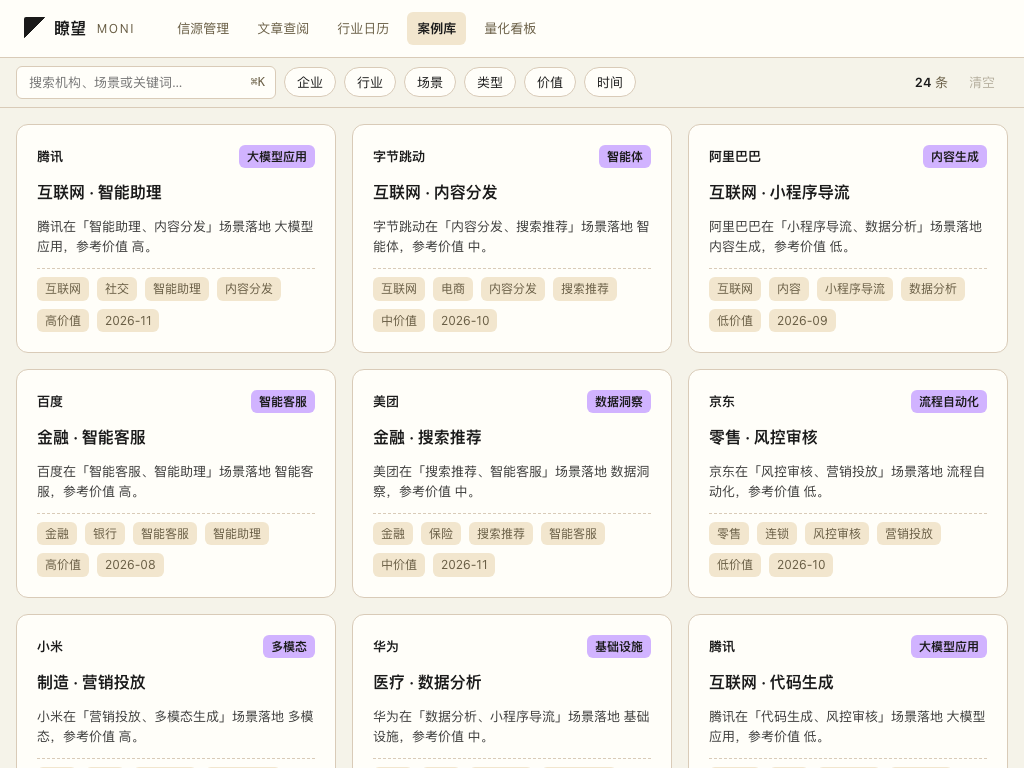 瞭望 MONI 信源管理 文章查阅 行业日历 案例库 量化看板
搜索机构、场景或关键词... ⌘K 企业 行业 场景 类型 价值 时间 24 条 清空
腾讯 大模型应用
互联网 · 智能助理
腾讯在「智能助理、内容分发」场景落地 大模型
应用，参考价值 高。
互联网 社交 智能助理 内容分发
高价值 2026-11
字节跳动 智能体
互联网 · 内容分发
字节跳动在「内容分发、搜索推荐」场景落地 智
能体，参考价值 中。
互联网 电商 内容分发 搜索推荐
中价值 2026-10
阿里巴巴 内容生成
互联网 · 小程序导流
阿里巴巴在「小程序导流、数据分析」场景落地
内容生成，参考价值 低。
互联网 内容 小程序导流 数据分析
低价值 2026-09
百度 智能客服
金融 · 智能客服
百度在「智能客服、智能助理」场景落地 智能客
服，参考价值 高。
金融 银行 智能客服 智能助理
高价值 2026-08
美团 数据洞察
金融 · 搜索推荐
美团在「搜索推荐、智能客服」场景落地 数据洞
察，参考价值 中。
金融 保险 搜索推荐 智能客服
中价值 2026-11
京东 流程自动化
零售 · 风控审核
京东在「风控审核、营销投放」场景落地 流程自
动化，参考价值 低。
零售 连锁 风控审核 营销投放
低价值 2026-10
小米 多模态
制造 · 营销投放
小米在「营销投放、多模态生成」场景落地 多模
态，参考价值 高。
华为 基础设施
医疗 · 数据分析
华为在「数据分析、小程序导流」场景落地 基础
设施，参考价值 中。
腾讯 大模型应用
互联网 · 代码生成
腾讯在「代码生成、风控审核」场景落地 大模型
应用，参考价值 低。